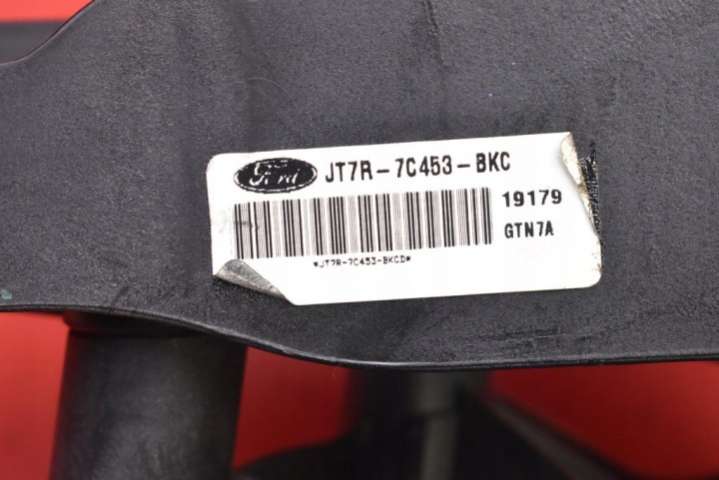 Ford JT7R-7C453-BKC
19179
GTN7A
*JT7R-7C453-BKCD*